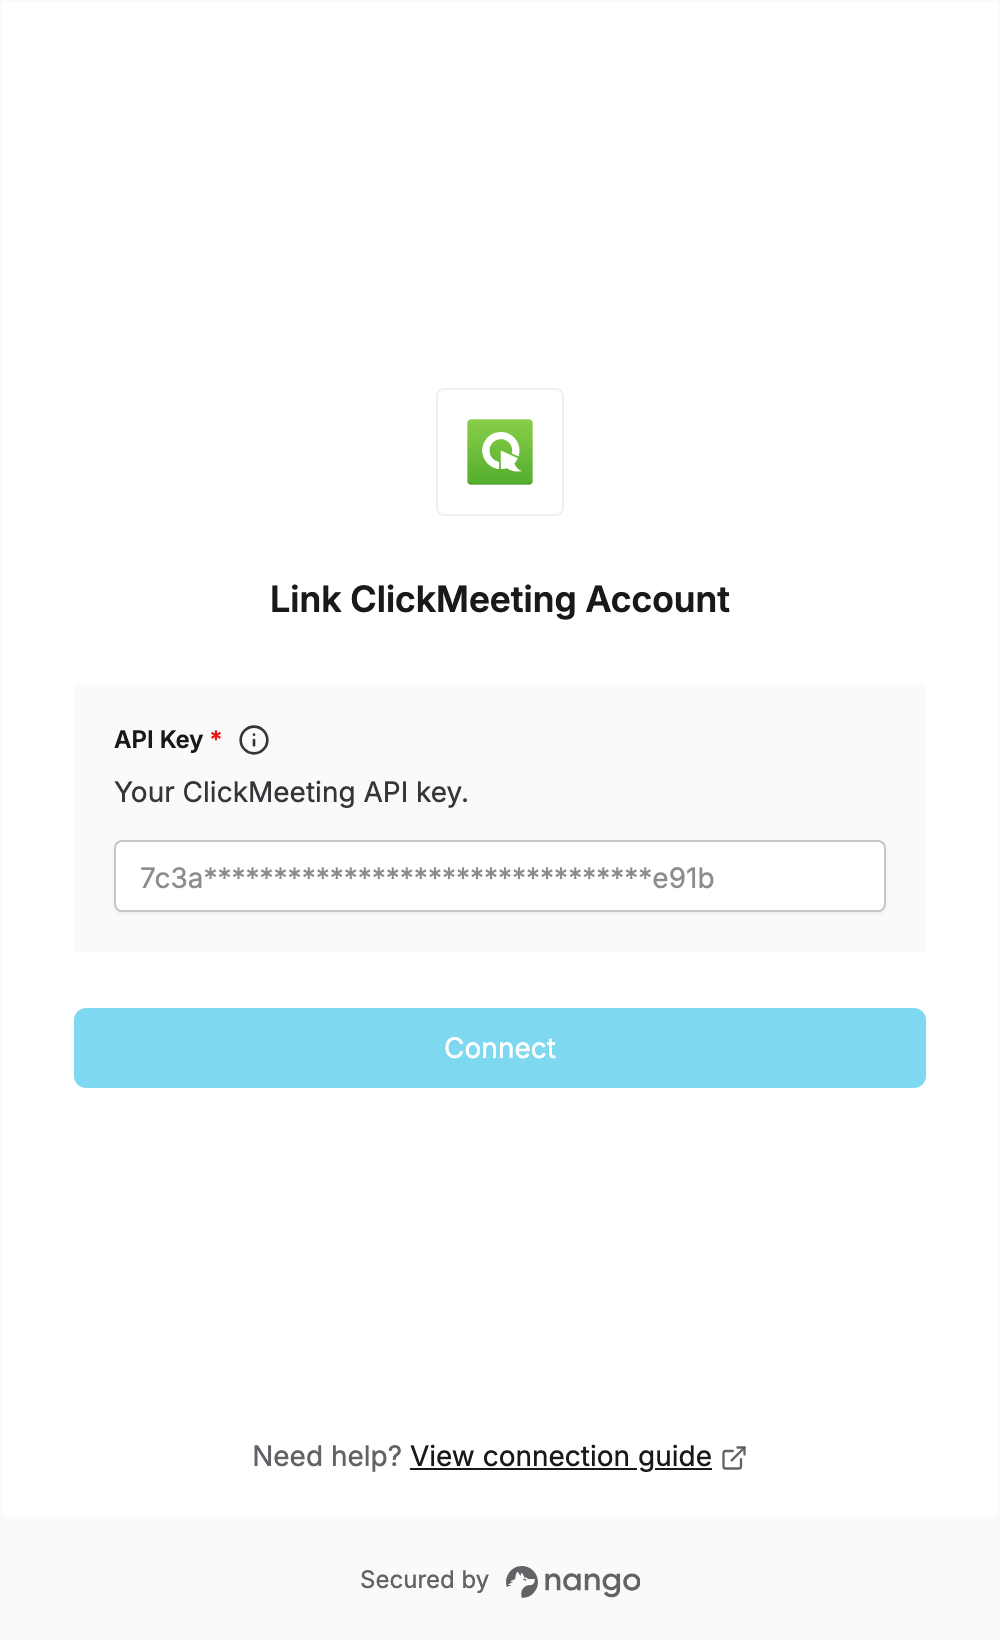 Link ClickMeeting Account
API Key *
Your ClickMeeting API key.
7c3a********************************e91b
Connect
Need help? View connection guide
Secured by nango